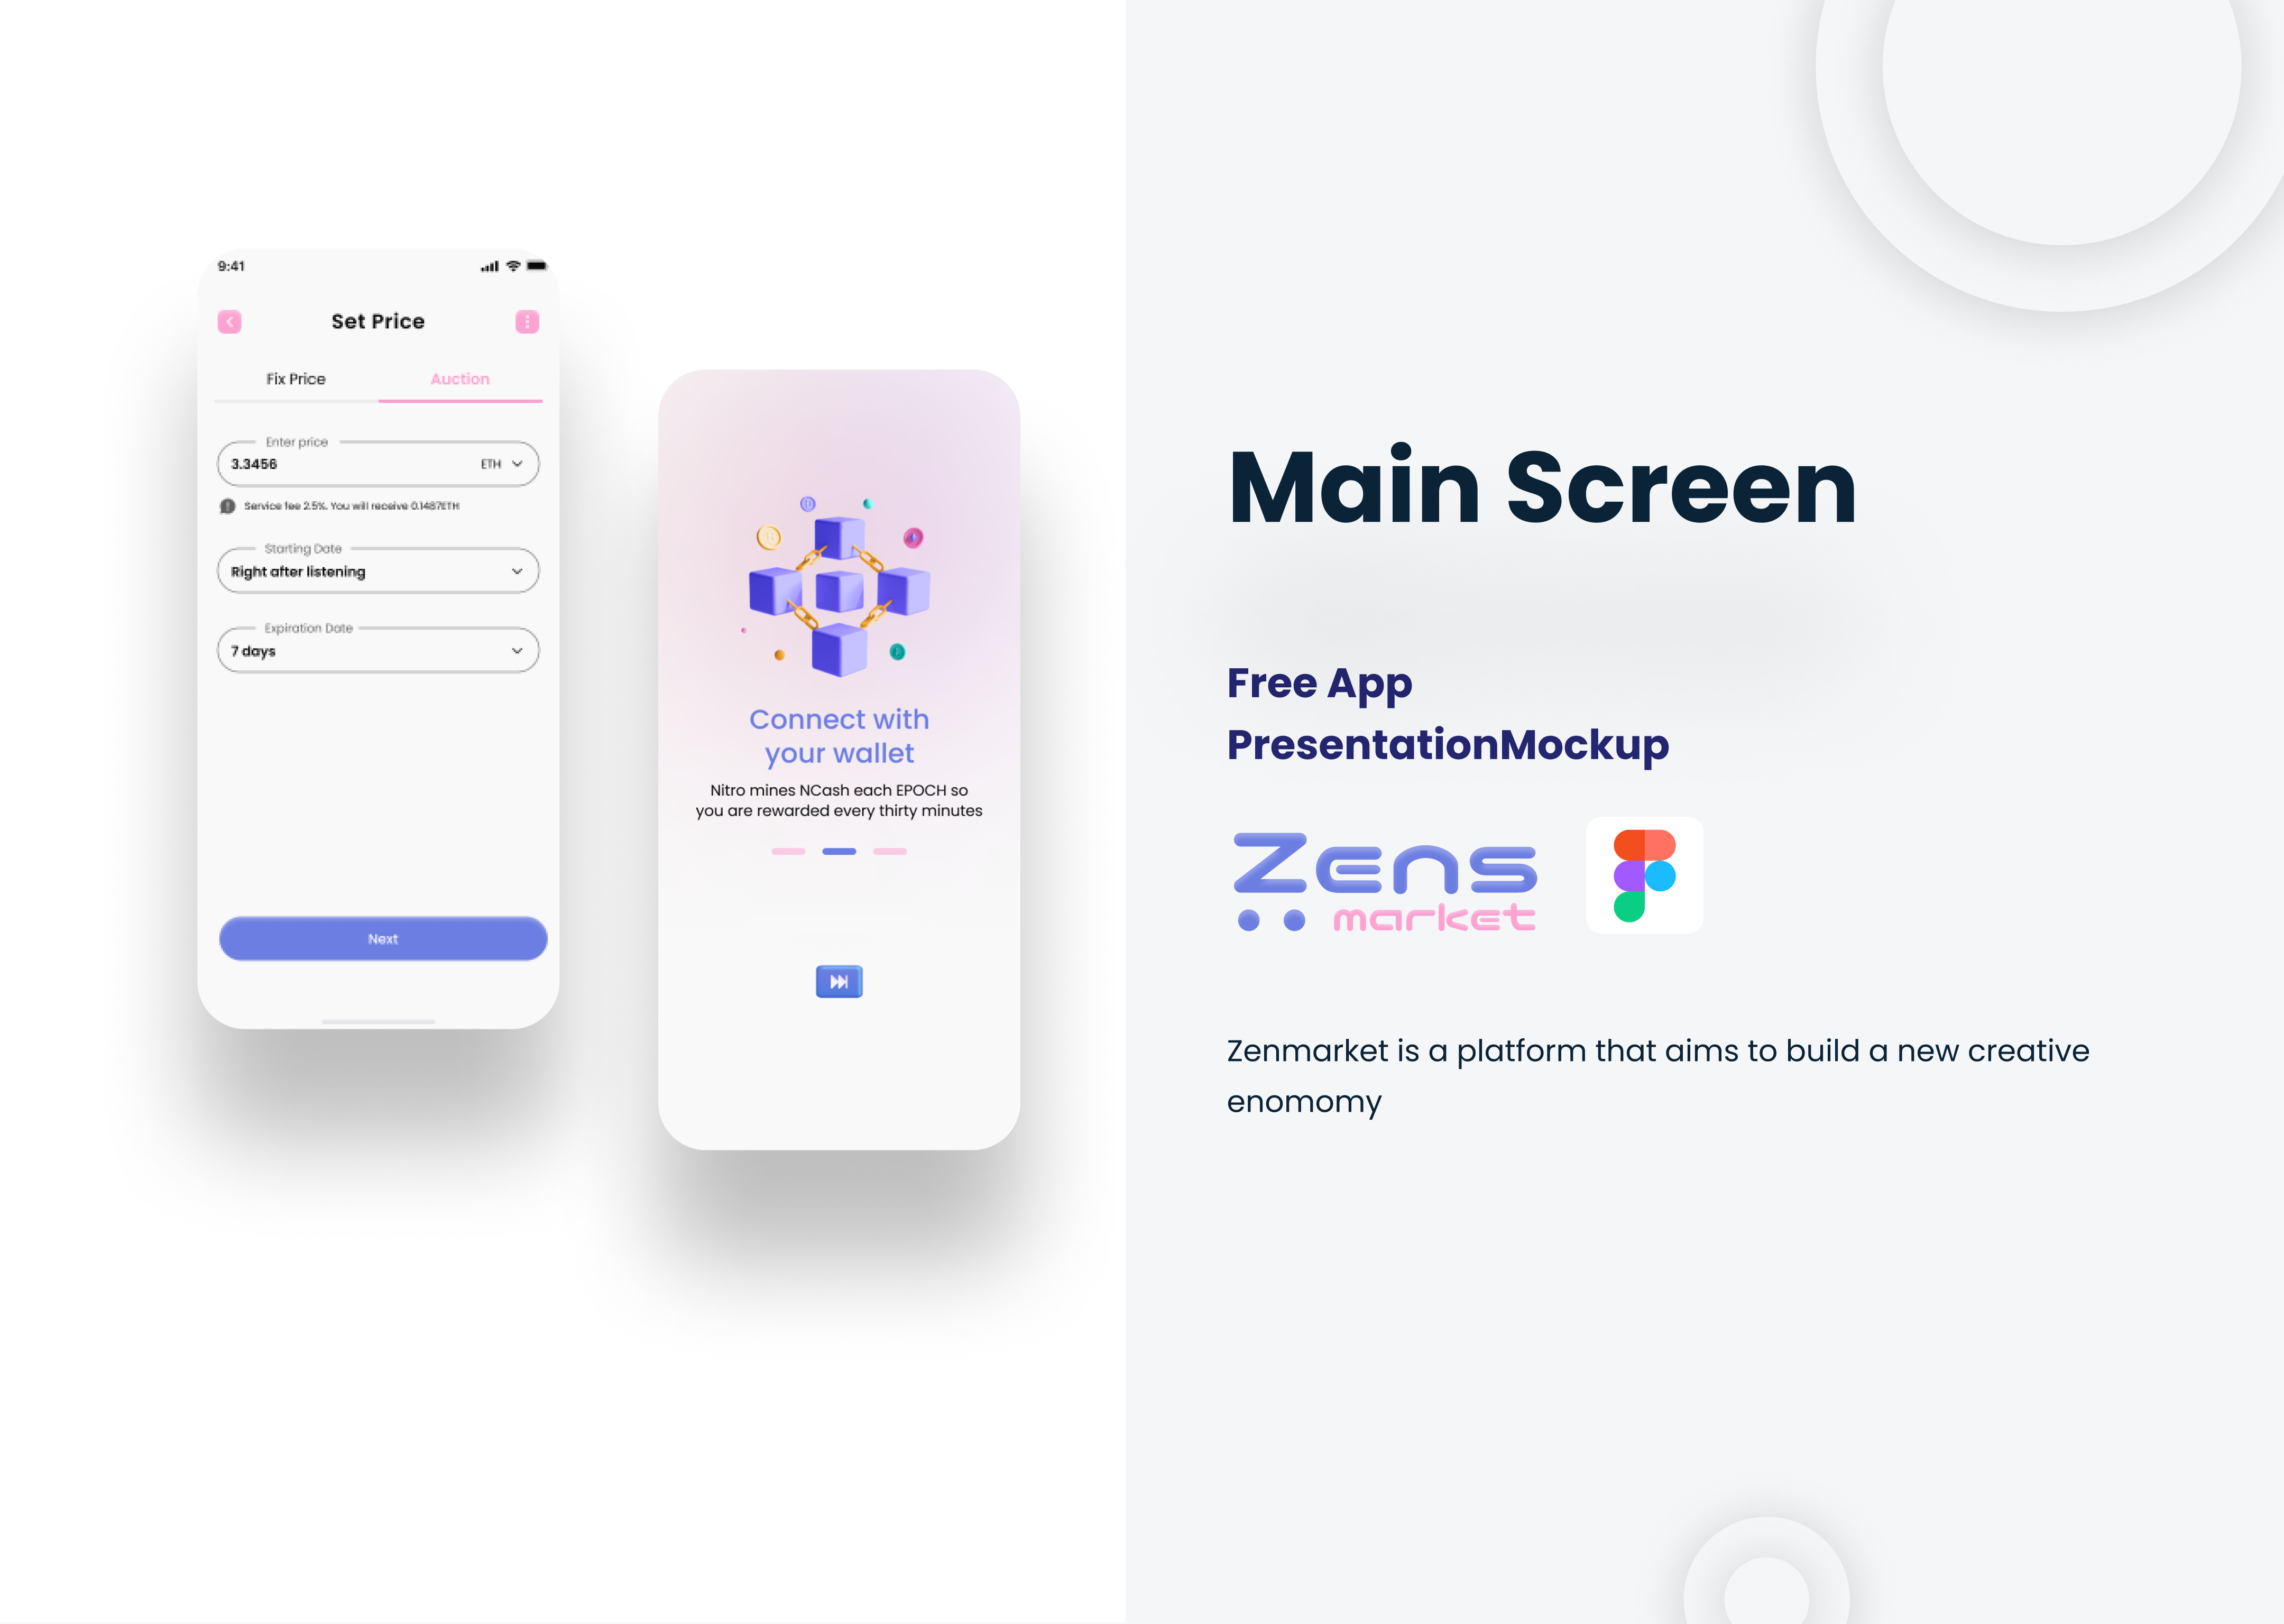 9:41
Set Price
Fix Price
Auction
Enter price
3.3456
ETH
Service fee 2.5%. You will receive 0.1487ETH
Starting Date
Right after listening
Expiration Date
7 days
Next
Connect with
your wallet
Nitro mines NCash each EPOCH so
you are rewarded every thirty minutes
Main Screen
Free App
PresentationMockup
Zens
market
Zenmarket is a platform that aims to build a new creative
enomomy